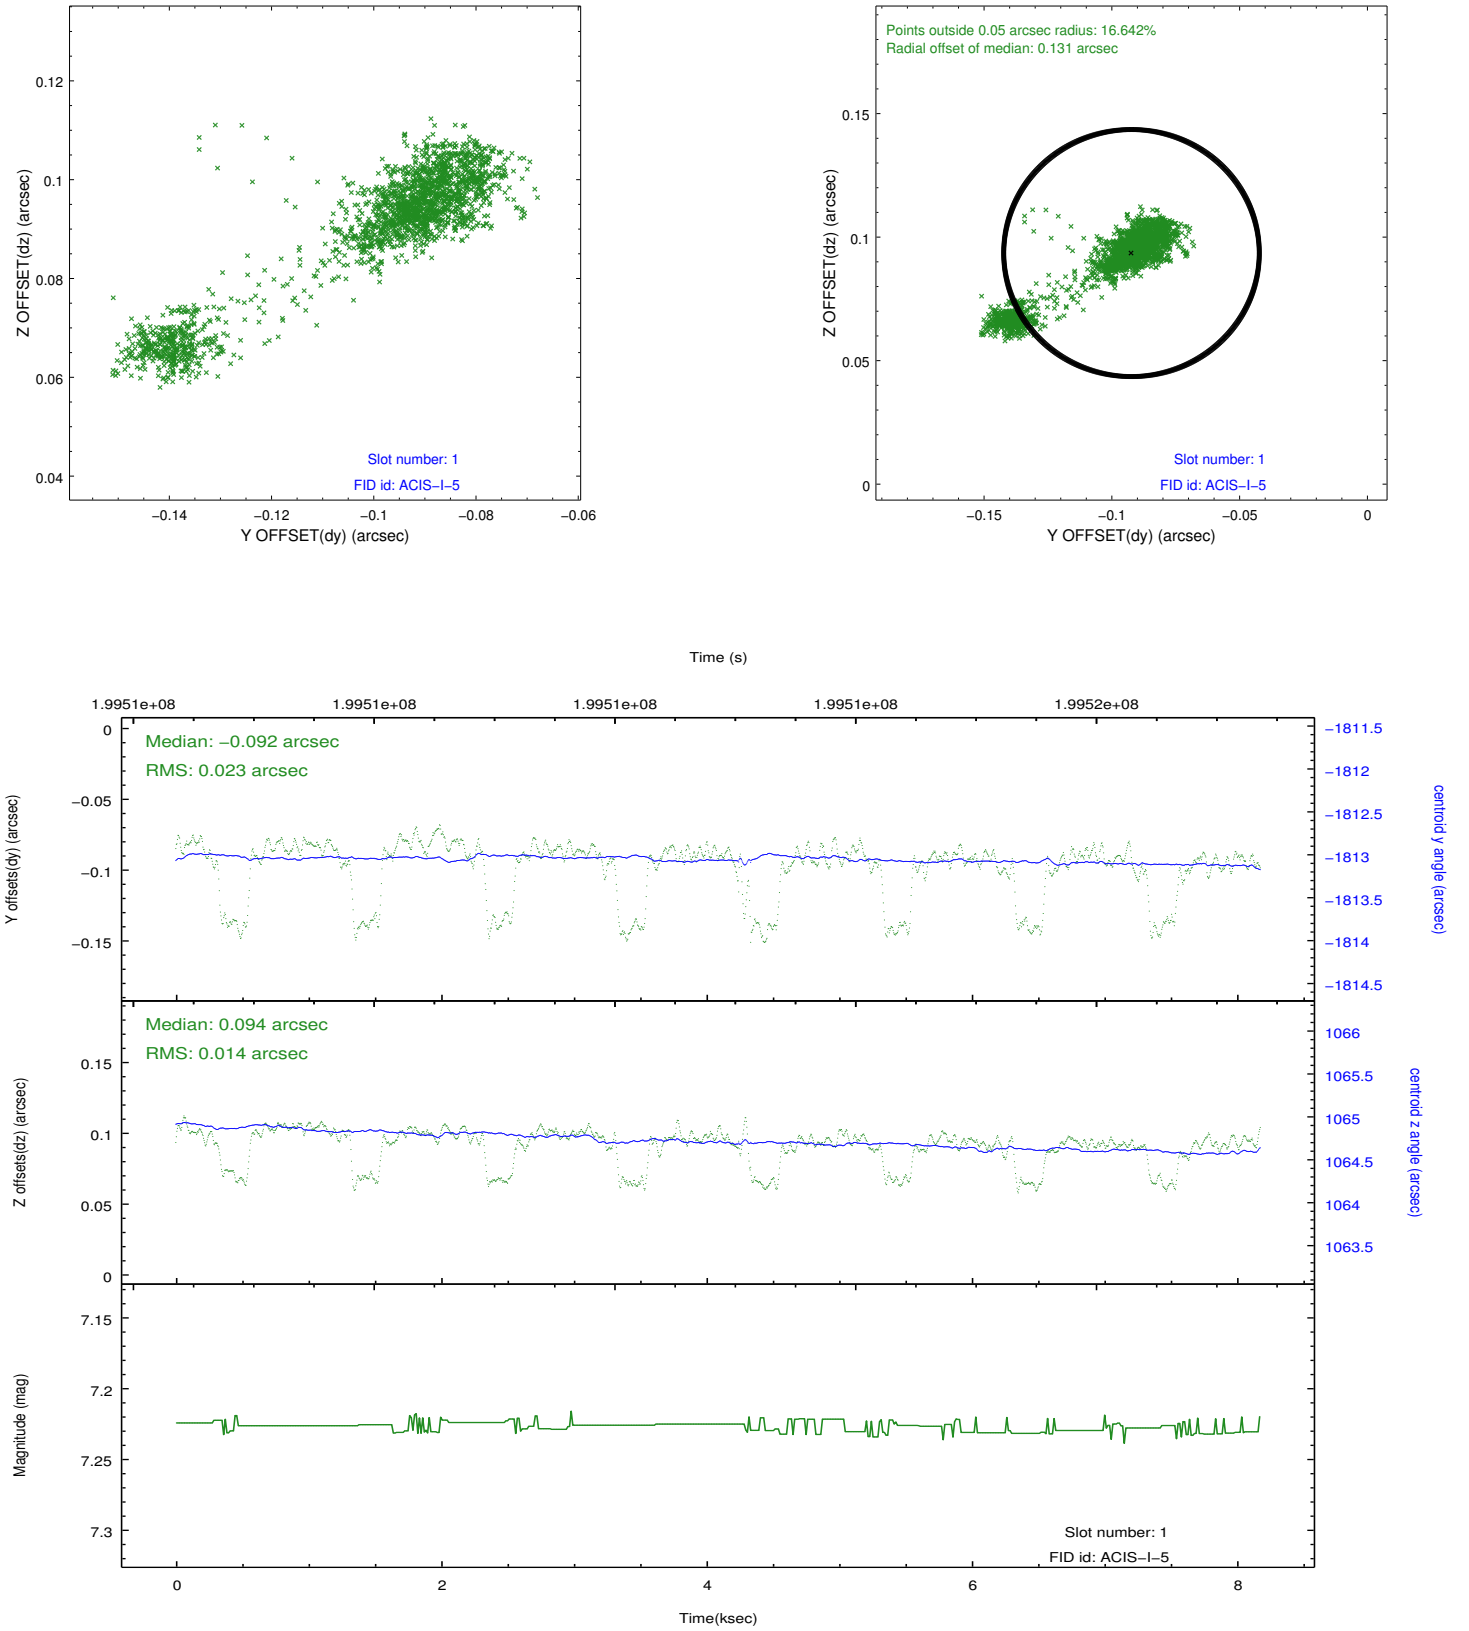 0.12
0.1
0.08
0.06
0.04
Z OFFSET(dz) (arcsec)
Slot number: 1
FID id: ACIS−I−5
−0.14 −0.12 −0.1 −0.08 −0.06
Y OFFSET(dy) (arcsec)
Points outside 0.05 arcsec radius: 16.642%
Radial offset of median: 0.131 arcsec
0.15
0.1
0.05
0
Z OFFSET(dz) (arcsec)
Slot number: 1
FID id: ACIS−I−5
−0.15 −0.1 −0.05 0
Y OFFSET(dy) (arcsec)
Time (s)
1.9951e+08 1.9951e+08 1.9951e+08 1.9951e+08 1.9952e+08
Median: −0.092 arcsec
RMS: 0.023 arcsec
0
−0.05
−0.1
−0.15
Y offsets(dy) (arcsec)
−1811.5
−1812
−1812.5
−1813
−1813.5
−1814
−1814.5
centroid y angle (arcsec)
Median: 0.094 arcsec
RMS: 0.014 arcsec
0.15
0.1
0.05
0
Z offsets(dz) (arcsec)
1066
1065.5
1065
1064.5
1064
1063.5
centroid z angle (arcsec)
7.15
7.2
7.25
7.3
Magnitude (mag)
Slot number: 1
FID id: ACIS−I−5
0 2 4 6 8
Time(ksec)